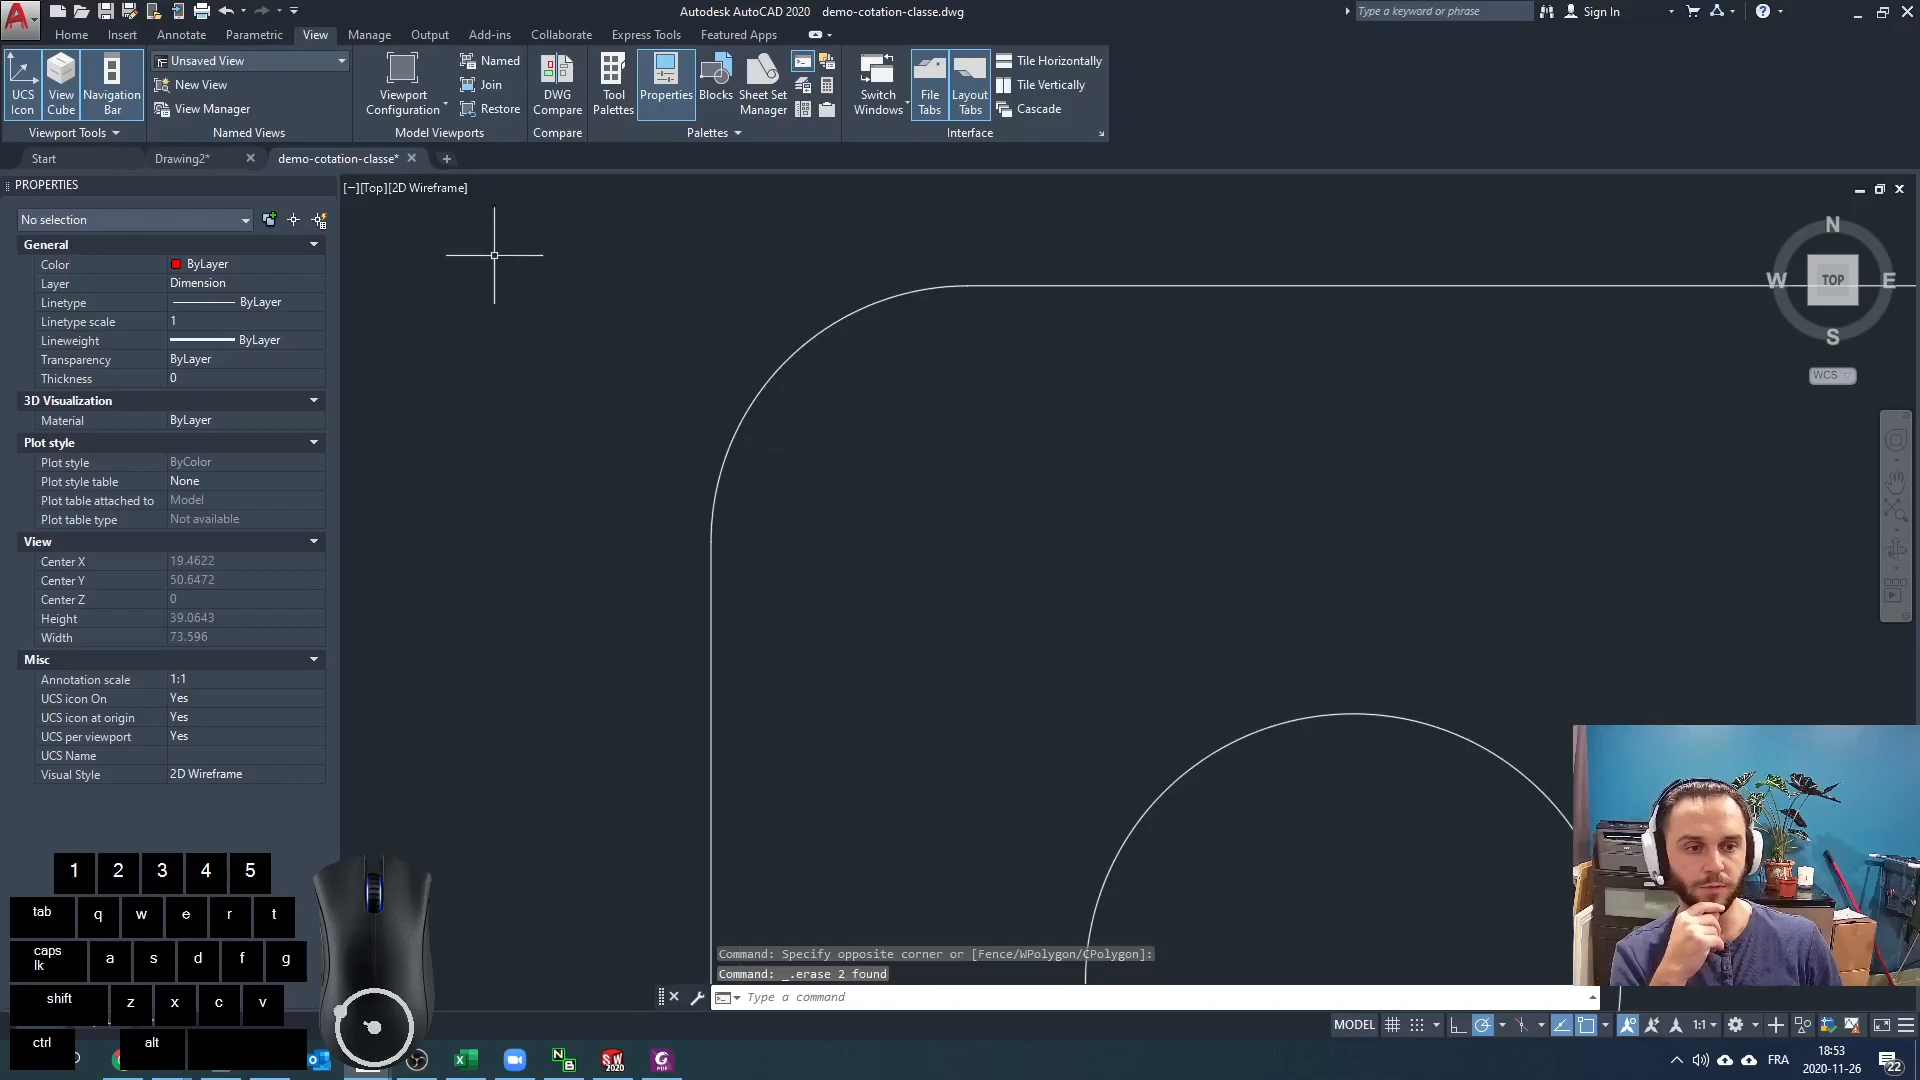 Autodesk AutoCAD 2020 demo-cotation-classe.dwg
Type a keyword or phrase
Sign In
Home Insert Annotate Parametric View Manage Output Add-ins Collaborate Express Tools Featured Apps
UCS Icon
View Cube
Navigation Bar
Unsaved View
New View
View Manager
Viewport Configuration
Named
Join
Restore
DWG Compare
Tool Palettes
Properties
Blocks
Sheet Set Manager
Switch Windows
File Tabs
Layout Tabs
Tile Horizontally
Tile Vertically
Cascade
Viewport Tools
Named Views
Model Viewports
Compare
Palettes
Interface
Start
Drawing2*
demo-cotation-classe*
PROPERTIES
[−][Top][2D Wireframe]
No selection
General
Color ByLayer
Layer Dimension
Linetype ByLayer
Linetype scale 1
Lineweight ByLayer
Transparency ByLayer
Thickness 0
3D Visualization
Material ByLayer
Plot style
Plot style ByColor
Plot style table None
Plot table attached to Model
Plot table type Not available
View
Center X 19.4622
Center Y 50.6472
Center Z 0
Height 39.0643
Width 73.596
Misc
Annotation scale 1:1
UCS icon On Yes
UCS icon at origin Yes
UCS per viewport Yes
UCS Name
Visual Style 2D Wireframe
N
W TOP E
S
WCS
1 2 3 4 5
tab q w e r t
caps lk a s d f g
shift z x c v
ctrl alt
Command: Specify opposite corner or [Fence/WPolygon/CPolygon]:
Command: _.erase 2 found
Type a command
MODEL
1:1
FRA
18:53
2020-11-26
22